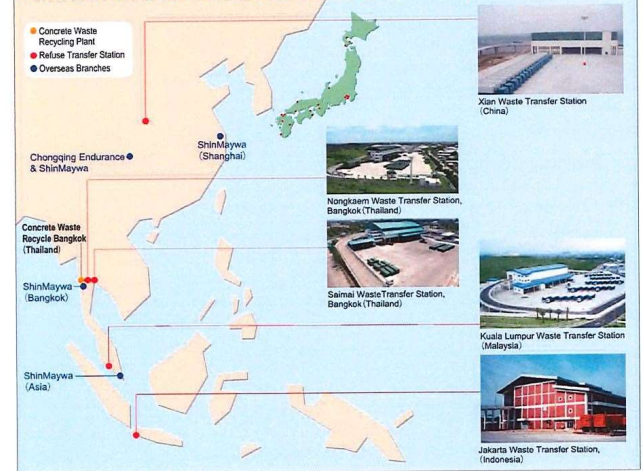 Concrete Waste
Recycling Plant
Refuse Transfer Station
Overseas Branches
Xian Waste Transfer Station
(China)
ShinMaywa
(Shanghai)
Chongqing Endurance
& ShinMaywa
Nongkaem Waste Transfer Station,
Bangkok(Thailand)
Concrete Waste
Recycle Bangkok
(Thailand)
ShinMaywa
(Bangkok)
Saimai WasteTransfer Station,
Bangkok(Thailand)
Kuala Lumpur Waste Transfer Station
(Malaysia)
ShinMaywa
(Asia)
Jakarta Waste Transfer Station,
(Indonesia)